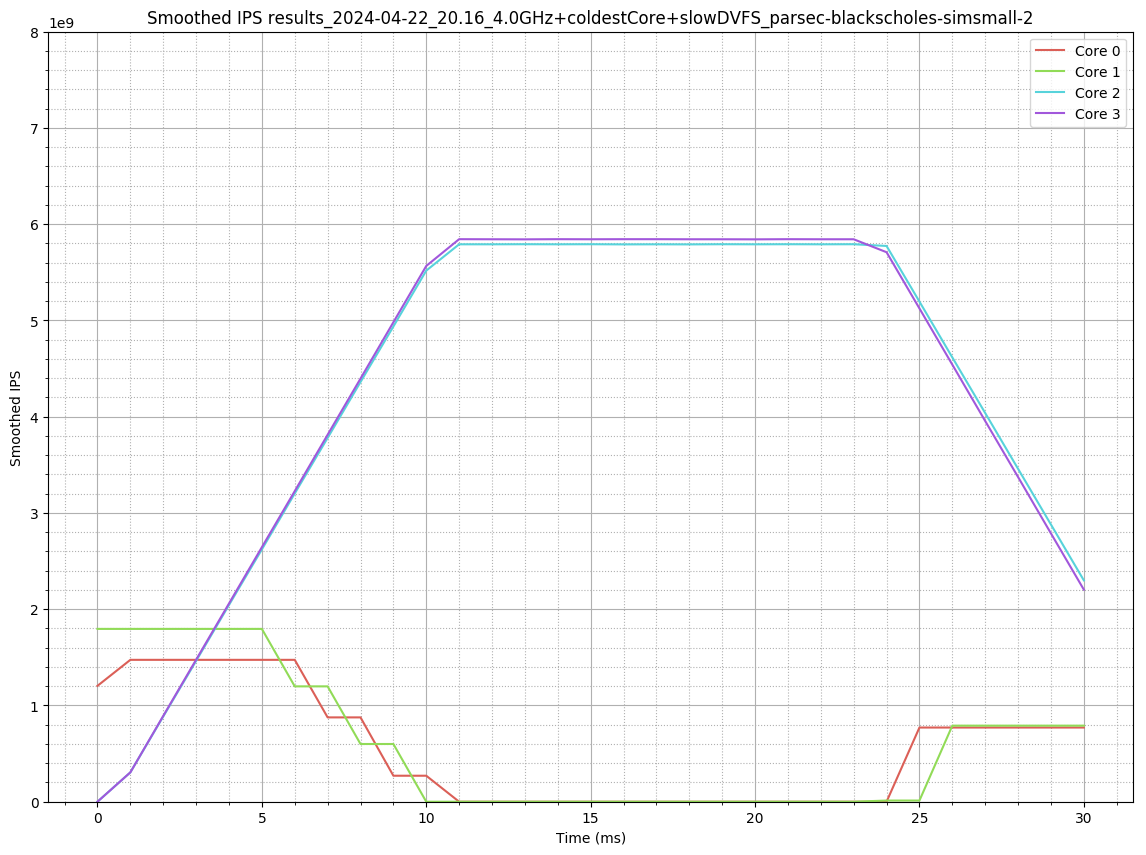 Smoothed IPS results_2024-04-22_20.16_4.0GHz+coldestCore+slowDVFS_parsec-blackscholes-simsmall-2
1e9
8
7
6
5
4
3
2
1
0
Smoothed IPS
Core 0
Core 1
Core 2
Core 3
0 5 10 15 20 25 30
Time (ms)